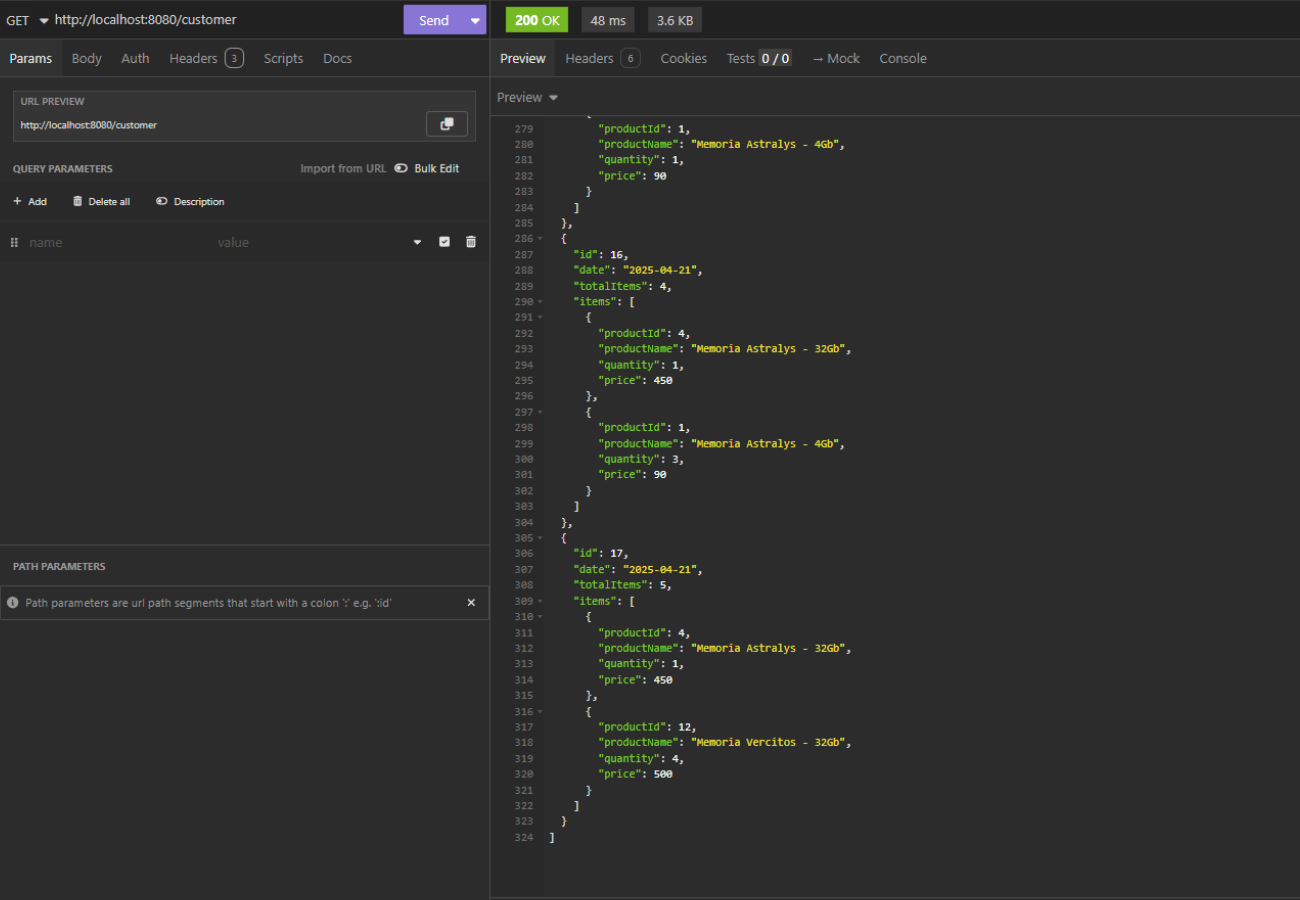 GET http://localhost:8080/customer Send
Params Body Auth Headers 3 Scripts Docs
URL PREVIEW
http://localhost:8080/customer
QUERY PARAMETERS Import from URL Bulk Edit
+ Add Delete all Description
name value
PATH PARAMETERS
Path parameters are url path segments that start with a colon ':' e.g. ':id'
200 OK 48 ms 3.6 KB
Preview Headers 6 Cookies Tests 0 / 0 → Mock Console
Preview
279 "productId": 1,
280 "productName": "Memoria Astralys - 4Gb",
281 "quantity": 1,
282 "price": 90
283 }
284 ]
285 },
286 {
287 "id": 16,
288 "date": "2025-04-21",
289 "totalItems": 4,
290 "items": [
291 {
292 "productId": 4,
293 "productName": "Memoria Astralys - 32Gb",
294 "quantity": 1,
295 "price": 450
296 },
297 {
298 "productId": 1,
299 "productName": "Memoria Astralys - 4Gb",
300 "quantity": 3,
301 "price": 90
302 }
303 ]
304 },
305 {
306 "id": 17,
307 "date": "2025-04-21",
308 "totalItems": 5,
309 "items": [
310 {
311 "productId": 4,
312 "productName": "Memoria Astralys - 32Gb",
313 "quantity": 1,
314 "price": 450
315 },
316 {
317 "productId": 12,
318 "productName": "Memoria Vercitos - 32Gb",
319 "quantity": 4,
320 "price": 500
321 }
322 ]
323 }
324 ]